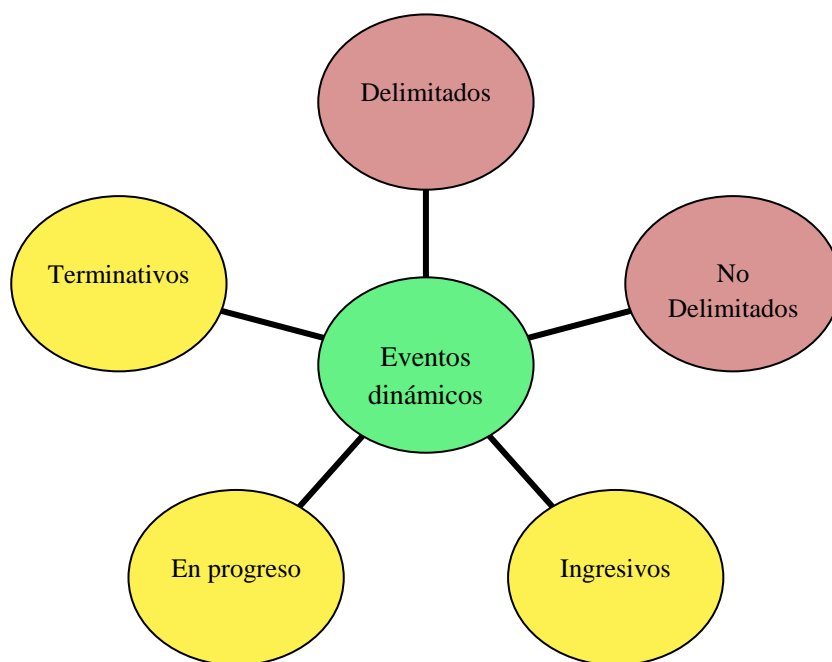 Delimitados
Terminativos
No
Delimitados
Eventos
dinámicos
En progreso
Ingresivos